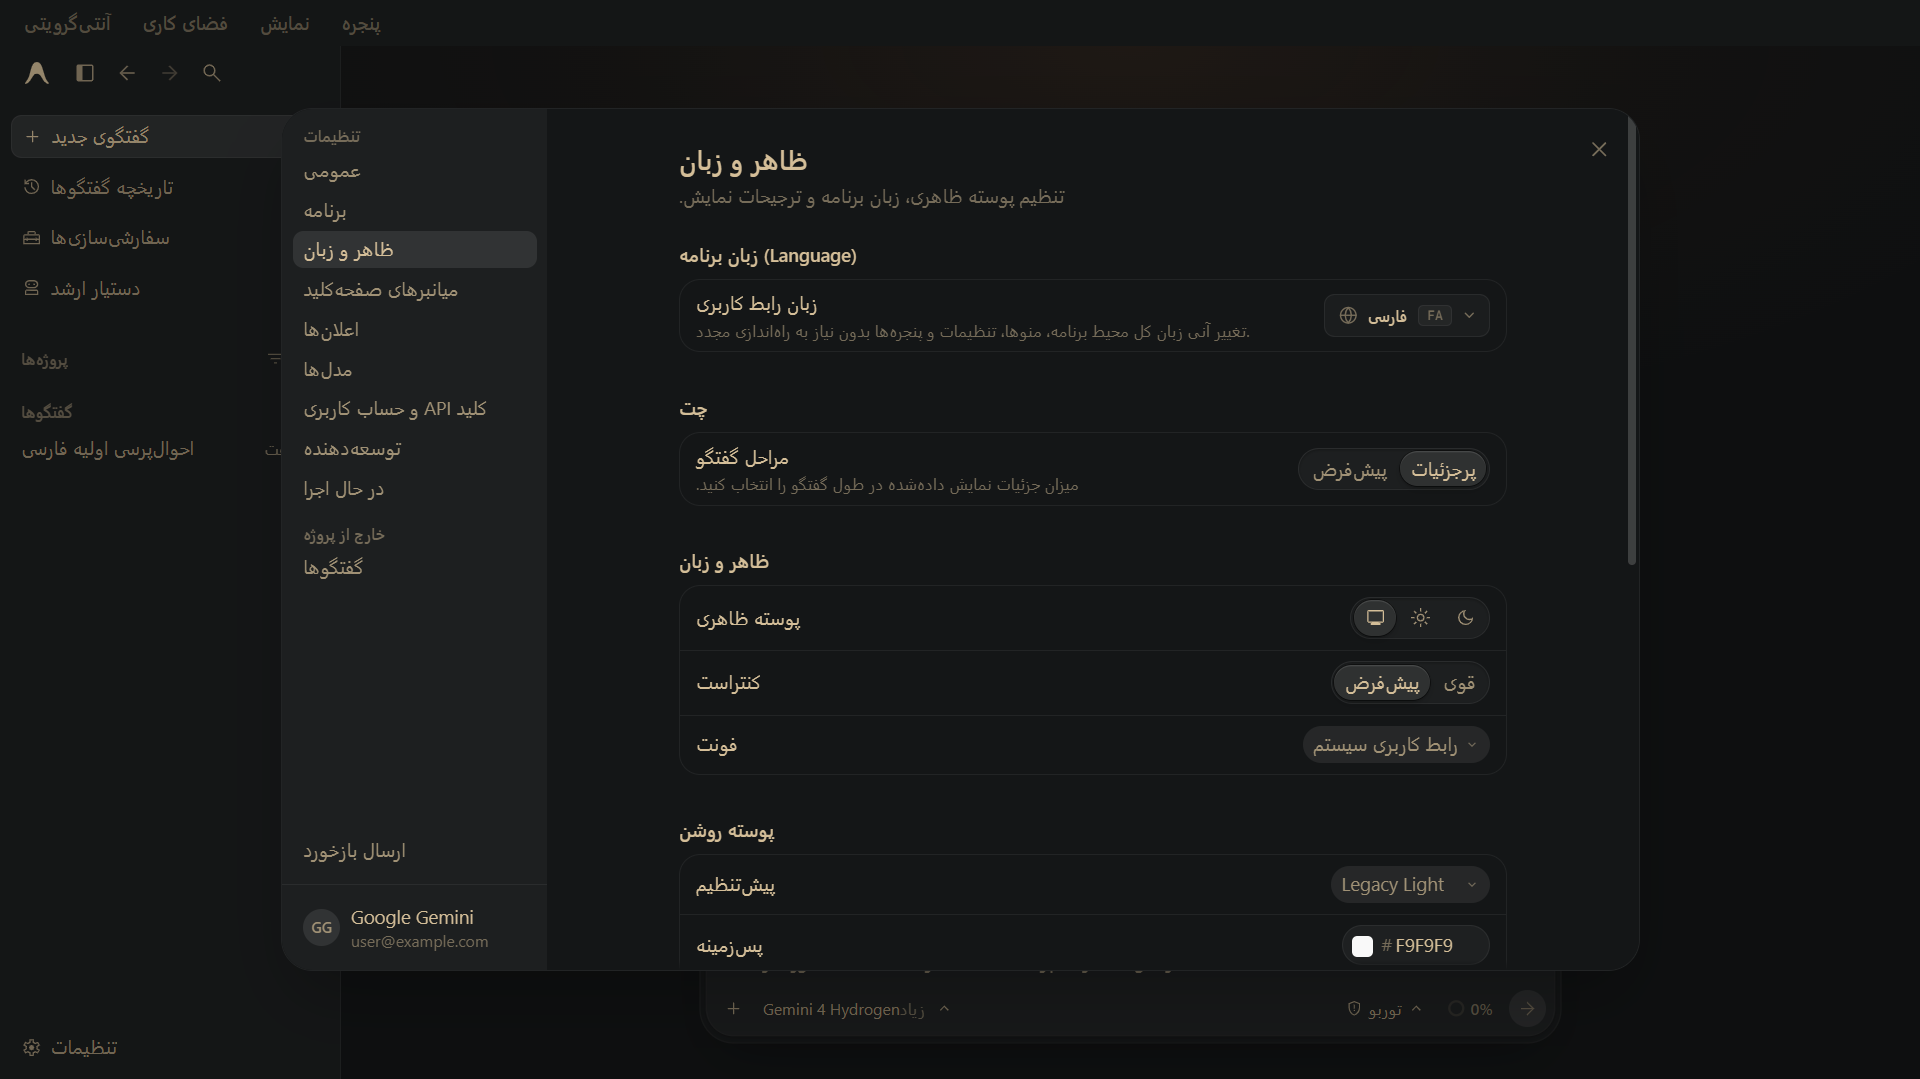 آنتی‌گرویتی
فضای کاری
نمایش
پنجره
گفتگوی جدید
تاریخچه گفتگوها
سفارشی‌سازی‌ها
دستیار ارشد
پروژه‌ها
گفتگوها
احوال‌پرسی اولیه فارسی
تنظیمات
تنظیمات
عمومی
برنامه
ظاهر و زبان
میانبرهای صفحه‌کلید
اعلان‌ها
مدل‌ها
کلید API و حساب کاربری
توسعه‌دهنده
در حال اجرا
خارج از پروژه
گفتگوها
ارسال بازخورد
GG
Google Gemini
user@example.com
ظاهر و زبان
تنظیم پوسته ظاهری، زبان برنامه و ترجیحات نمایش.
زبان برنامه (Language)
زبان رابط کاربری
تغییر آنی زبان کل محیط برنامه، منوها، تنظیمات و پنجره‌ها بدون نیاز به راه‌اندازی مجدد.
فارسی FA
چت
مراحل گفتگو
میزان جزئیات نمایش داده‌شده در طول گفتگو را انتخاب کنید.
پیش‌فرض
پرجزئیات
ظاهر و زبان
پوسته ظاهری
کنتراست
پیش‌فرض
قوی
فونت
رابط کاربری سیستم
پوسته روشن
پیش‌تنظیم
Legacy Light
پس‌زمینه
#F9F9F9
Gemini 4 Hydrogen زیاد
توربو
0%